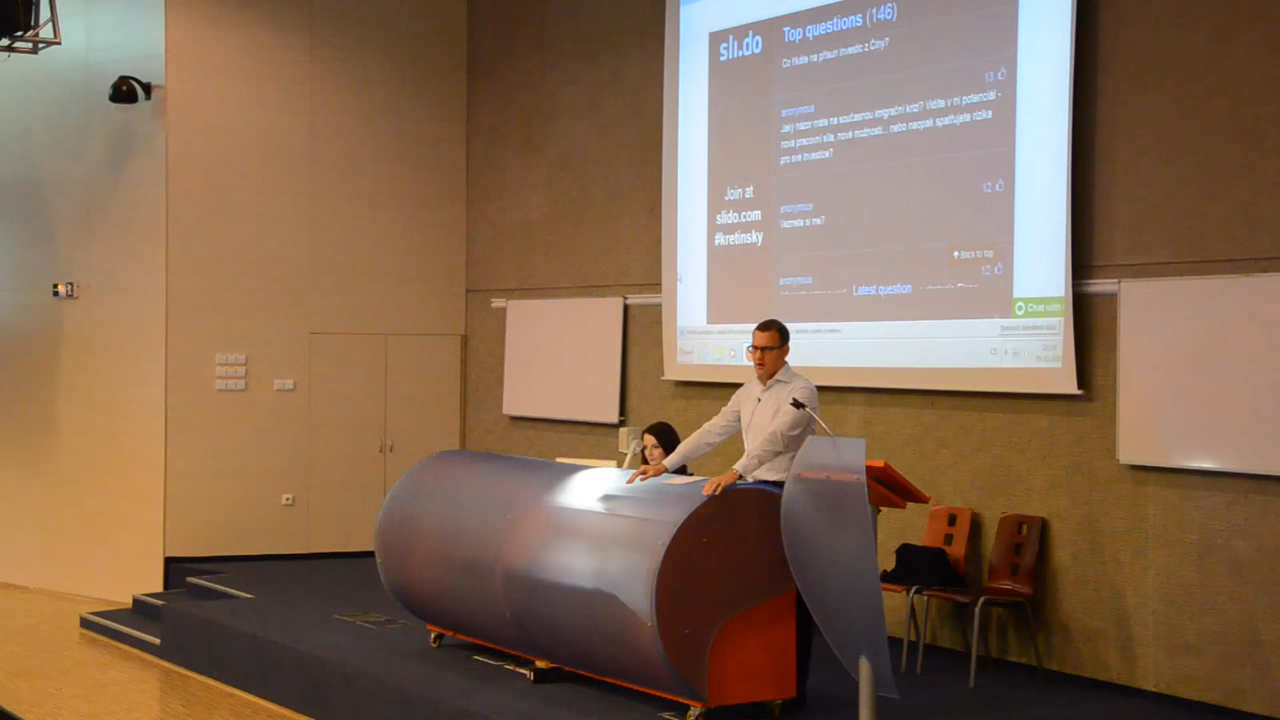 sli.do
Top questions (146)
Co říkáte na přísun investic z Číny?
13
anonymous
Jaký názor máte na současnou imigrační krizi? Vidíte v ní potenciál -
nová pracovní síla, nové možnosti... nebo naopak spatřujete rizika
pro své investice?
12
Join at
slido.com
#kretinsky
anonymous
Vezmete si me?
Back to top
12
anonymous
Latest question
Chat with